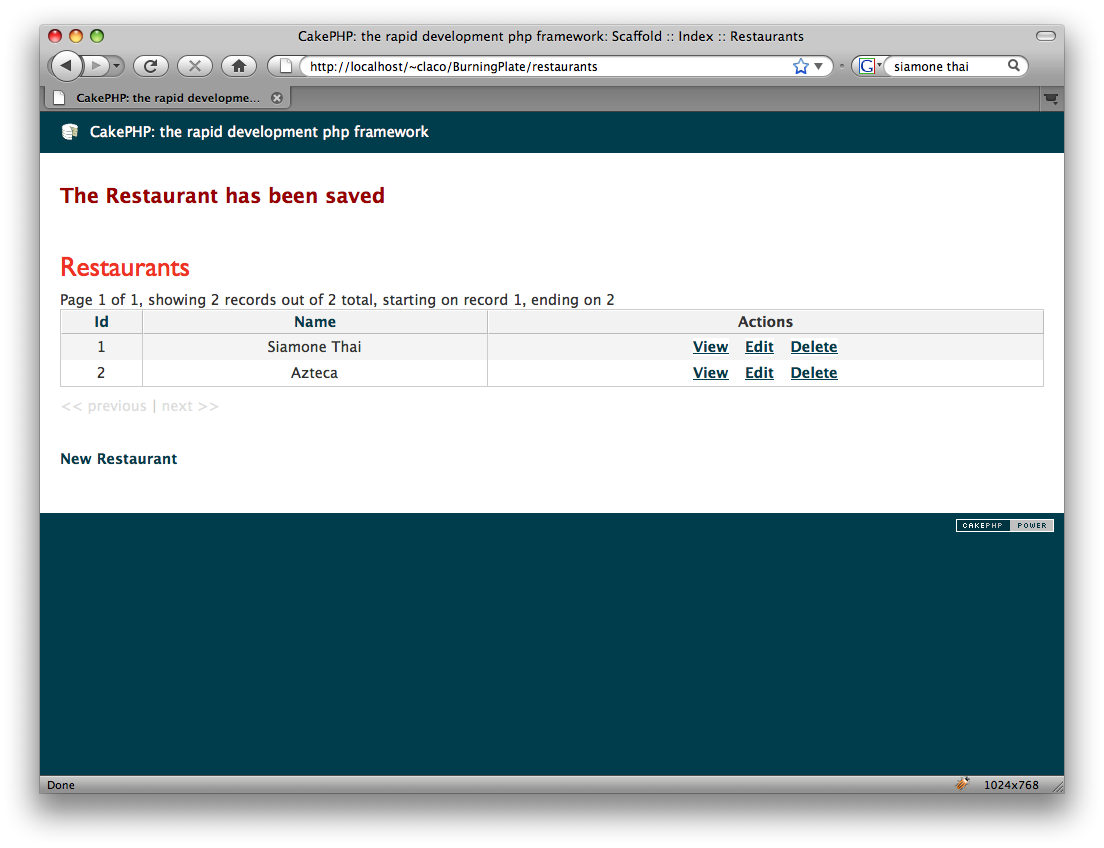 CakePHP: the rapid development php framework: Scaffold :: Index :: Restaurants
http://localhost/~claco/BurningPlate/restaurants
G
siamone thai
CakePHP: the rapid developme...
CakePHP: the rapid development php framework
The Restaurant has been saved
Restaurants
Page 1 of 1, showing 2 records out of 2 total, starting on record 1, ending on 2
Id Name Actions
1 Siamone Thai View Edit Delete
2 Azteca View Edit Delete
<< previous | next >>
New Restaurant
CAKEPHP POWER
Done 1024x768